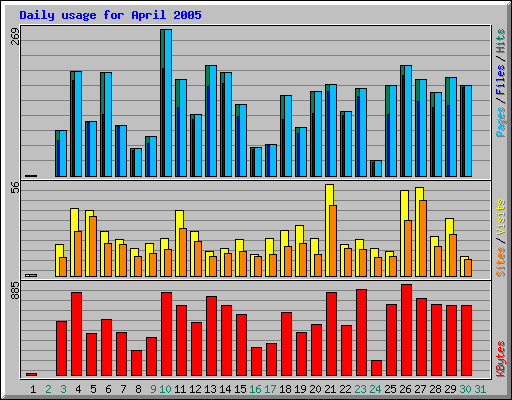 Daily usage for April 2005
269
Pages / Files / Hits
56
Sites / Visits
885
KBytes
1 2 3 4 5 6 7 8 9 10 11 12 13 14 15 16 17 18 19 20 21 22 23 24 25 26 27 28 29 30 31